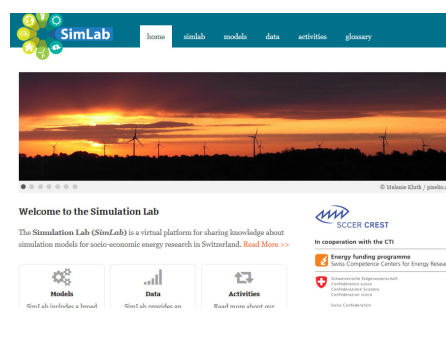 SimLab
home simlab models data activities glossary
© Melanie Kluth / pixelio.
Welcome to the Simulation Lab
The Simulation Lab (SimLab) is a virtual platform for sharing knowledge about
simulation models for socio-economic energy research in Switzerland. Read More >>
SCCER CREST
In cooperation with the CTI
Energy funding programme
Swiss Competence Centers for Energy Resea
Schweizerische Eidgenossenschaft
Confédération suisse
Confederazione Svizzera
Confederaziun svizra
Swiss Confederation
Models Data Activities
SimLab includes a broad SimLab provides an Read more about our